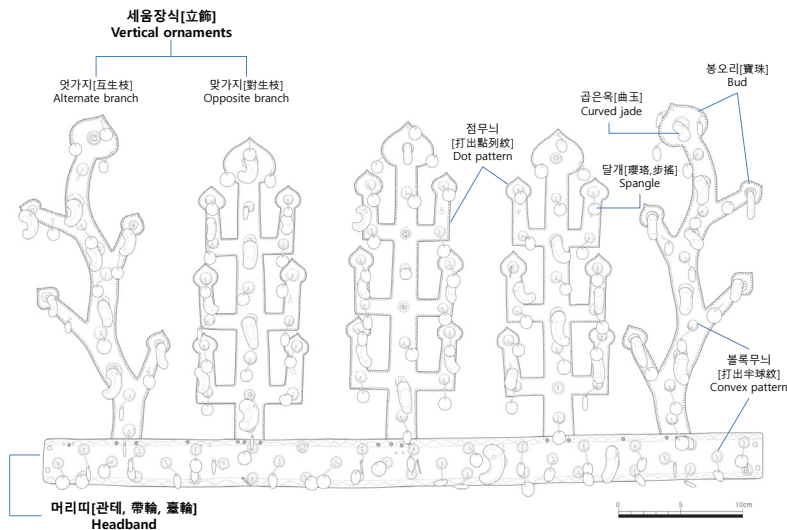 세움장식[立飾]
Vertical ornaments
엇가지[互生枝]
Alternate branch
맞가지[對生枝]
Opposite branch
점무늬
[打出點列紋]
Dot pattern
곱은옥[曲玉]
Curved jade
봉오리[寶珠]
Bud
달개[瓔珞,步搖]
Spangle
볼록무늬
[打出半球紋]
Convex pattern
머리띠[관테, 帶輪, 臺輪]
Headband
0 5 10cm